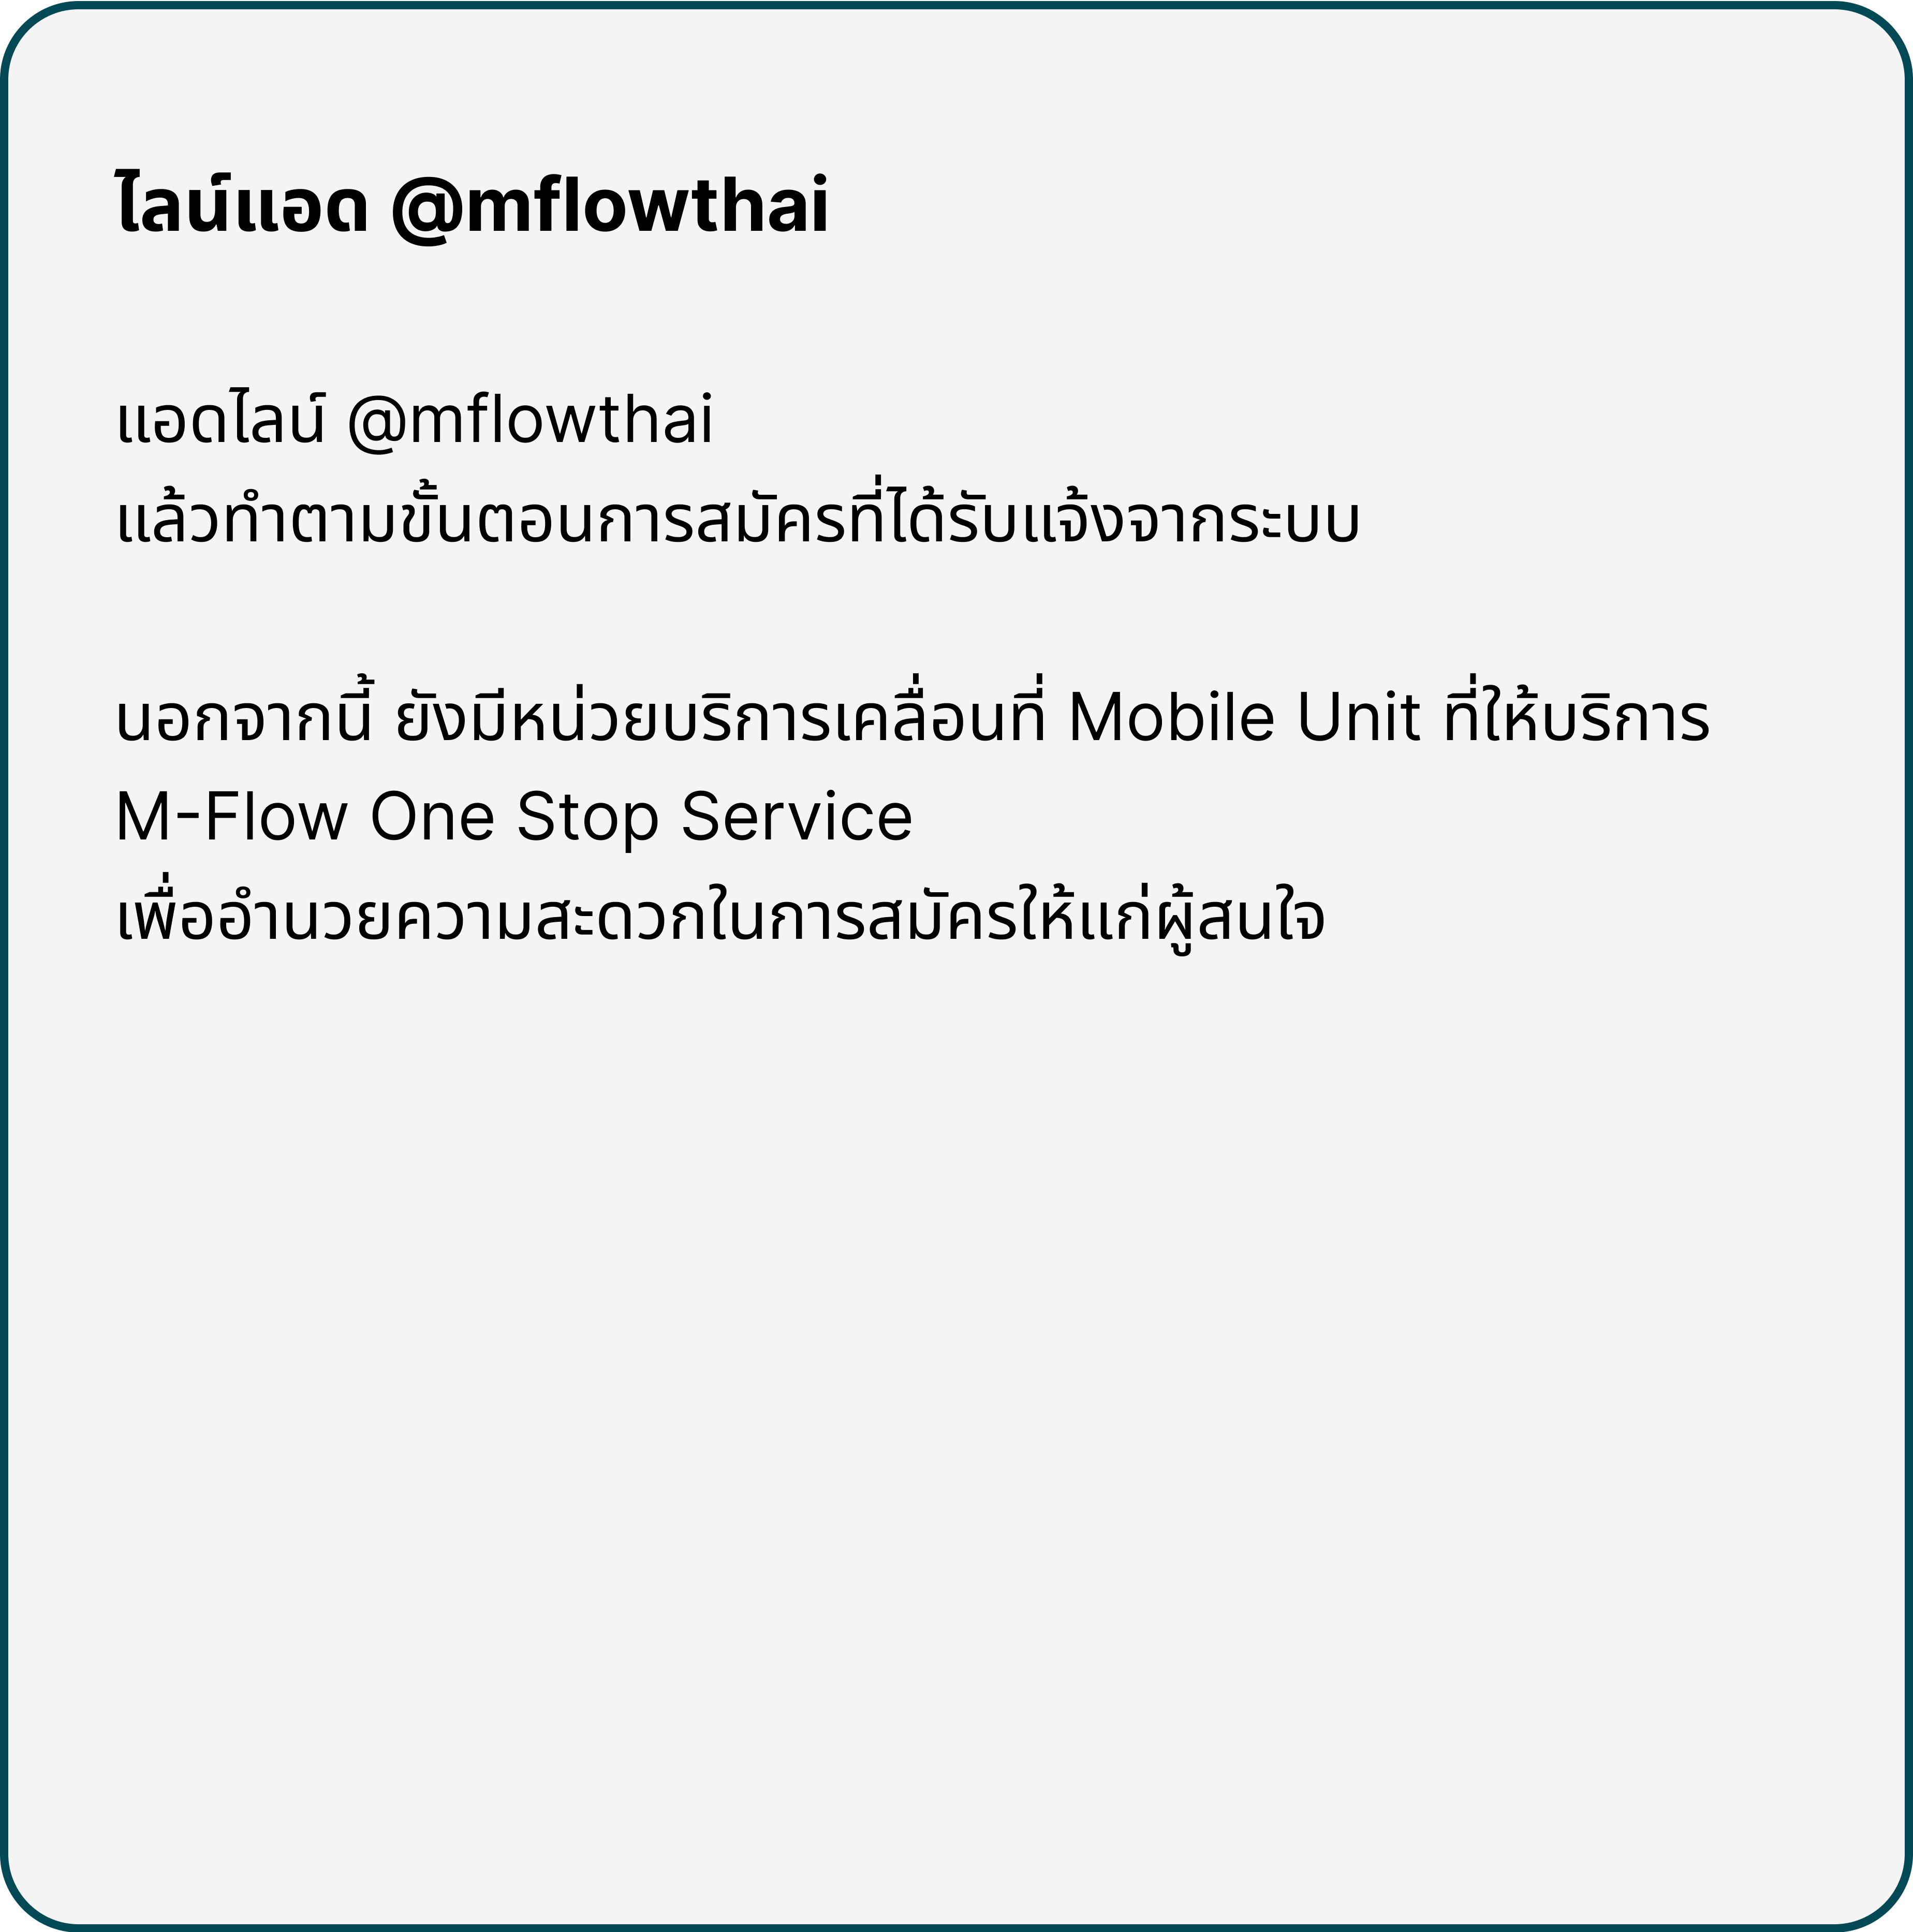 ไลน์แอด @mflowthai
แอดไลน์ @mflowthai
แล้วทำตามขั้นตอนการสมัครที่ได้รับแจ้งจากระบบ
นอกจากนี้ ยังมีหน่วยบริการเคลื่อนที่ Mobile Unit ที่ให้บริการ
M-Flow One Stop Service
เพื่ออำนวยความสะดวกในการสมัครให้แก่ผู้สนใจ